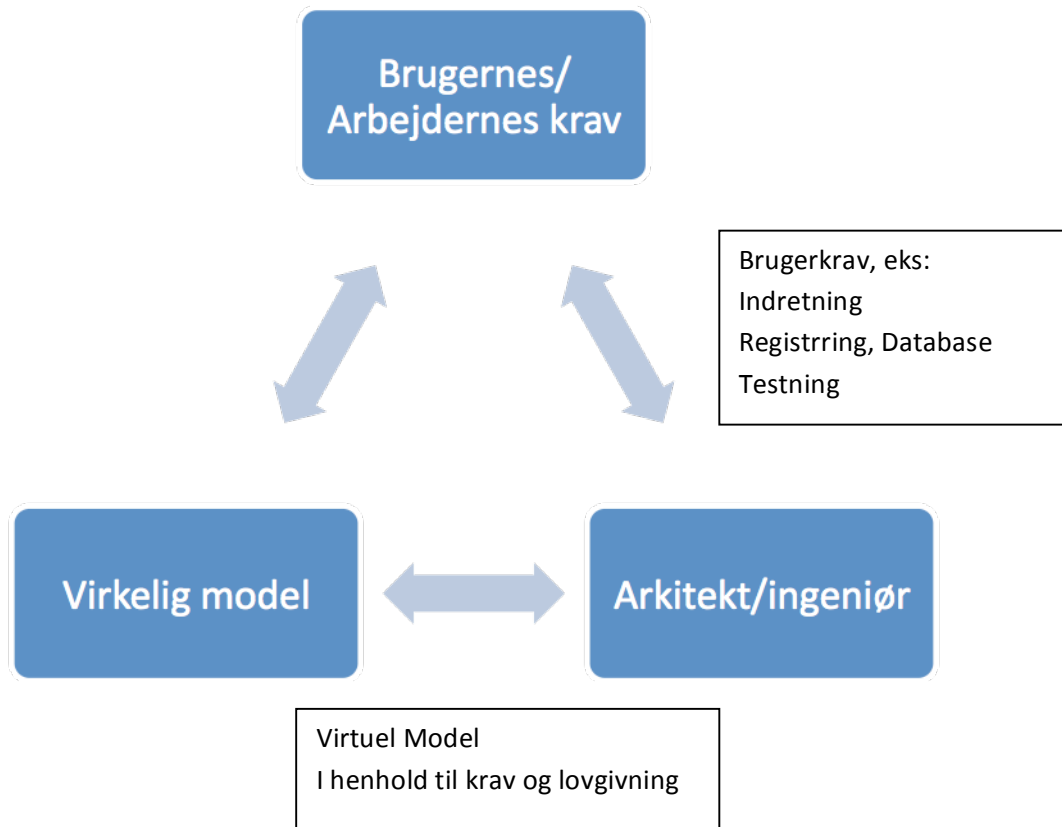 Brugernes/
Arbejdernes krav
Brugerkrav, eks:
Indretning
Registrring, Database
Testning
Virkelig model
Arkitekt/ingeniør
Virtuel Model
I henhold til krav og lovgivning